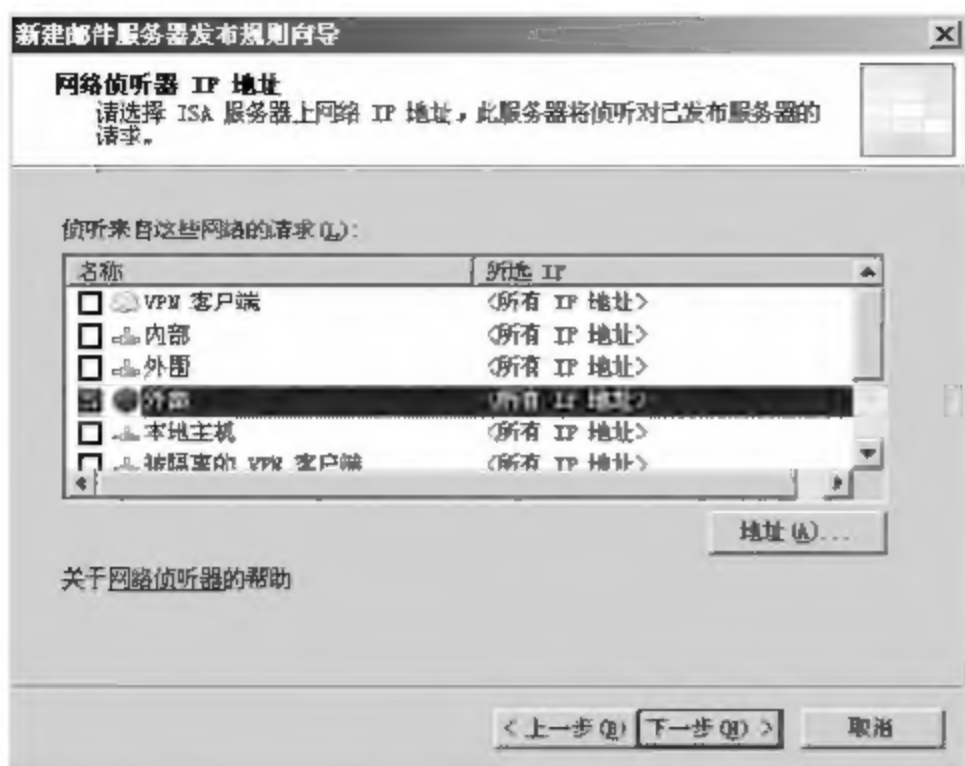 新建邮件服务器发布规则向导
网络侦听器 IP 地址
请选择 ISA 服务器上网络 IP 地址，此服务器将侦听对已发布服务器的
请求。
侦听来自这些网络的请求(L):
名称 所选 IP
VPN 客户端 <所有 IP 地址>
内部 <所有 IP 地址>
外围 <所有 IP 地址>
外部 <所有 IP 地址>
本地主机 <所有 IP 地址>
被隔离的 VPN 客户端 <所有 IP 地址>
地址(A)...
关于网络侦听器的帮助
< 上一步(B) 下一步(N) > 取消